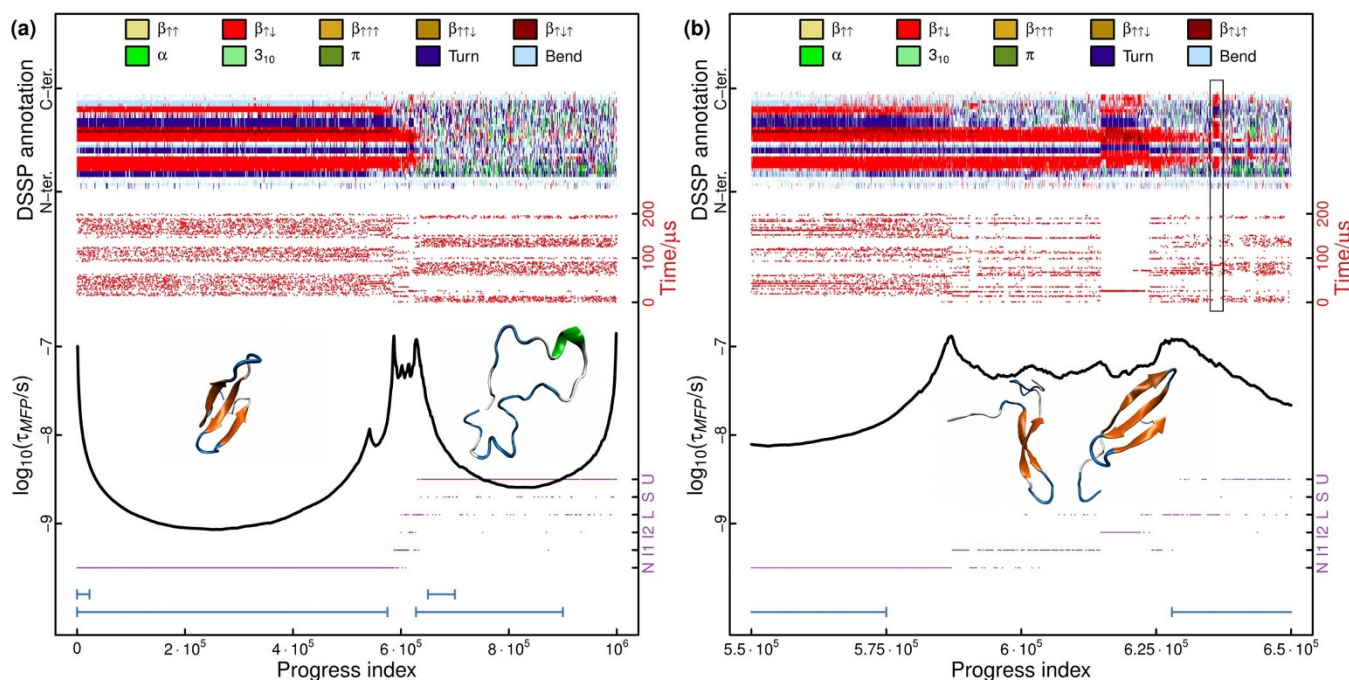 (a)
β↑↑ β↑↓ β↑↑↑ β↑↑↓ β↑↓↑
α 3₁₀ π Turn Bend
DSSP annotation
N-ter. C-ter.
Time/μs
0 100 200
log₁₀(τMFP/s)
-7
-8
-9
N I1 I2 L S U
0 2·10⁵ 4·10⁵ 6·10⁵ 8·10⁵ 10⁶
Progress index
(b)
β↑↑ β↑↓ β↑↑↑ β↑↑↓ β↑↓↑
α 3₁₀ π Turn Bend
DSSP annotation
N-ter. C-ter.
Time/μs
0 100 200
log₁₀(τMFP/s)
-7
-8
-9
N I1 I2 L S U
5.5·10⁵ 5.75·10⁵ 6·10⁵ 6.25·10⁵ 6.5·10⁵
Progress index